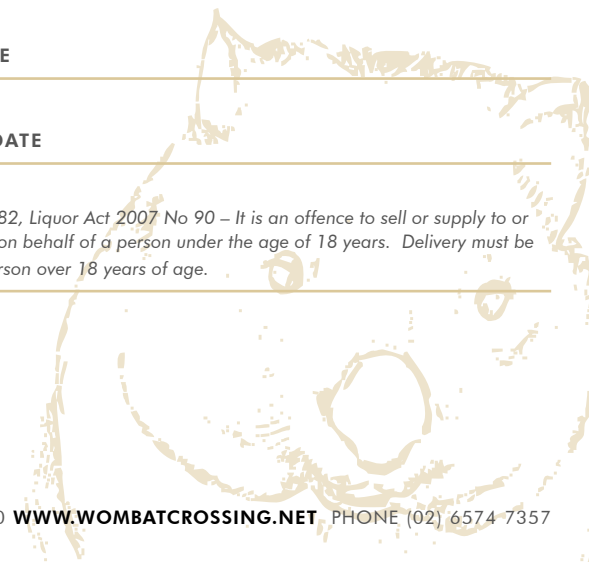 E
DATE
82, Liquor Act 2007 No 90 – It is an offence to sell or supply to or
on behalf of a person under the age of 18 years.  Delivery must be
rson over 18 years of age.
0 WWW.WOMBATCROSSING.NET PHONE (02) 6574 7357